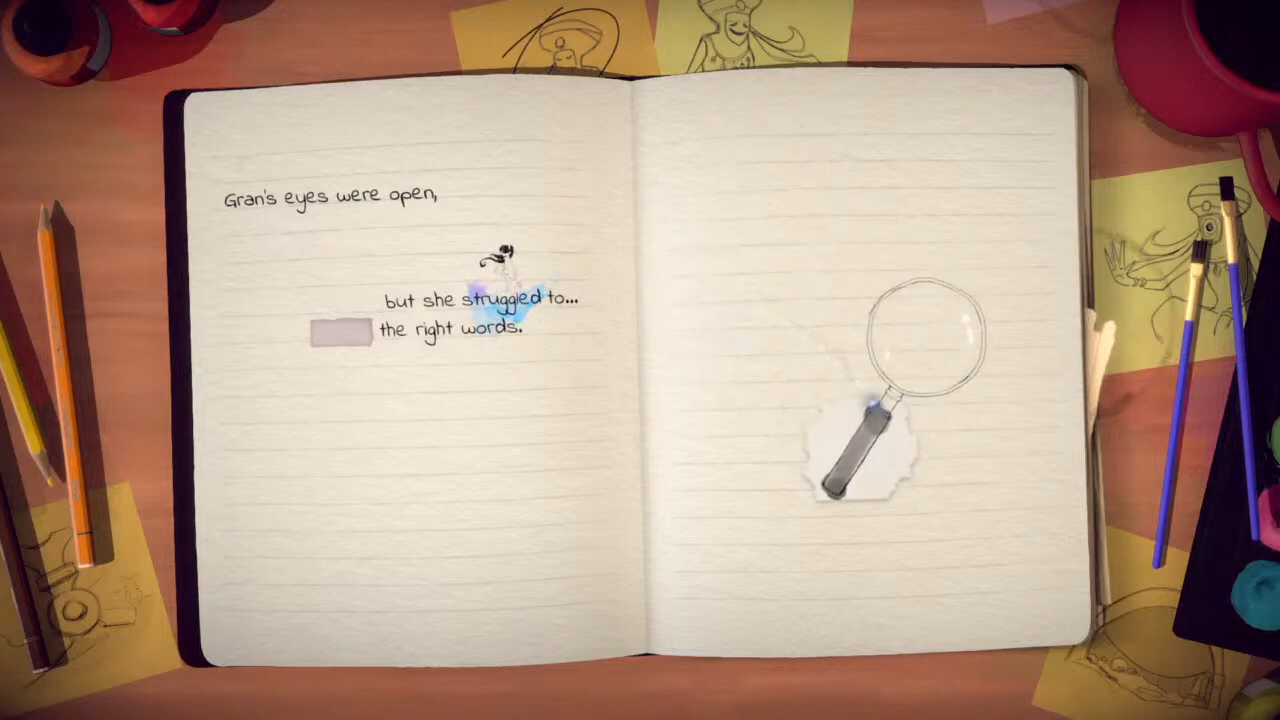 Gran's eyes were open,
but she struggled to...
the right words.